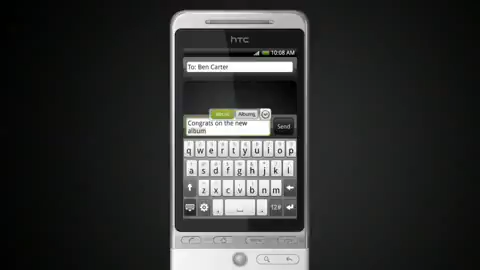 htc
10:08 AM
To: Ben Carter
album Albums
Congrats on the new
album
Send
q w e r t y u i o p
a s d f g h j k l
z x c v b n m
12#